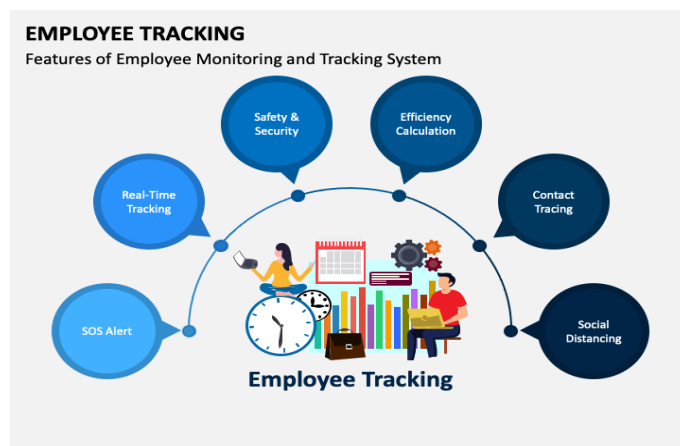 EMPLOYEE TRACKING
Features of Employee Monitoring and Tracking System
Safety &
Security
Efficiency
Calculation
Real-Time
Tracking
Contact
Tracing
SOS Alert
Social
Distancing
Employee Tracking